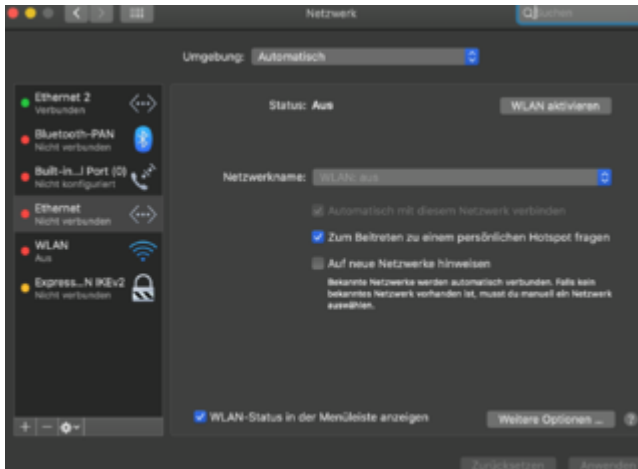 Netzwerk
Suchen
Umgebung: Automatisch
Ethernet 2
Verbunden
Bluetooth-PAN
Nicht verbunden
Built-in...l Port (0)
Nicht konfiguriert
Ethernet
Nicht verbunden
WLAN
Aus
Express...N IKEv2
Nicht verbunden
Status: Aus
WLAN aktivieren
Netzwerkname: WLAN: aus
Automatisch mit diesem Netzwerk verbinden
Zum Beitreten zu einem persönlichen Hotspot fragen
Auf neue Netzwerke hinweisen
Bekannte Netzwerke werden automatisch verbunden. Falls kein
bekanntes Netzwerk vorhanden ist, musst du manuell ein Netzwerk
auswählen.
WLAN-Status in der Menüleiste anzeigen
Weitere Optionen ...
?
Zurücksetzen
Anwenden